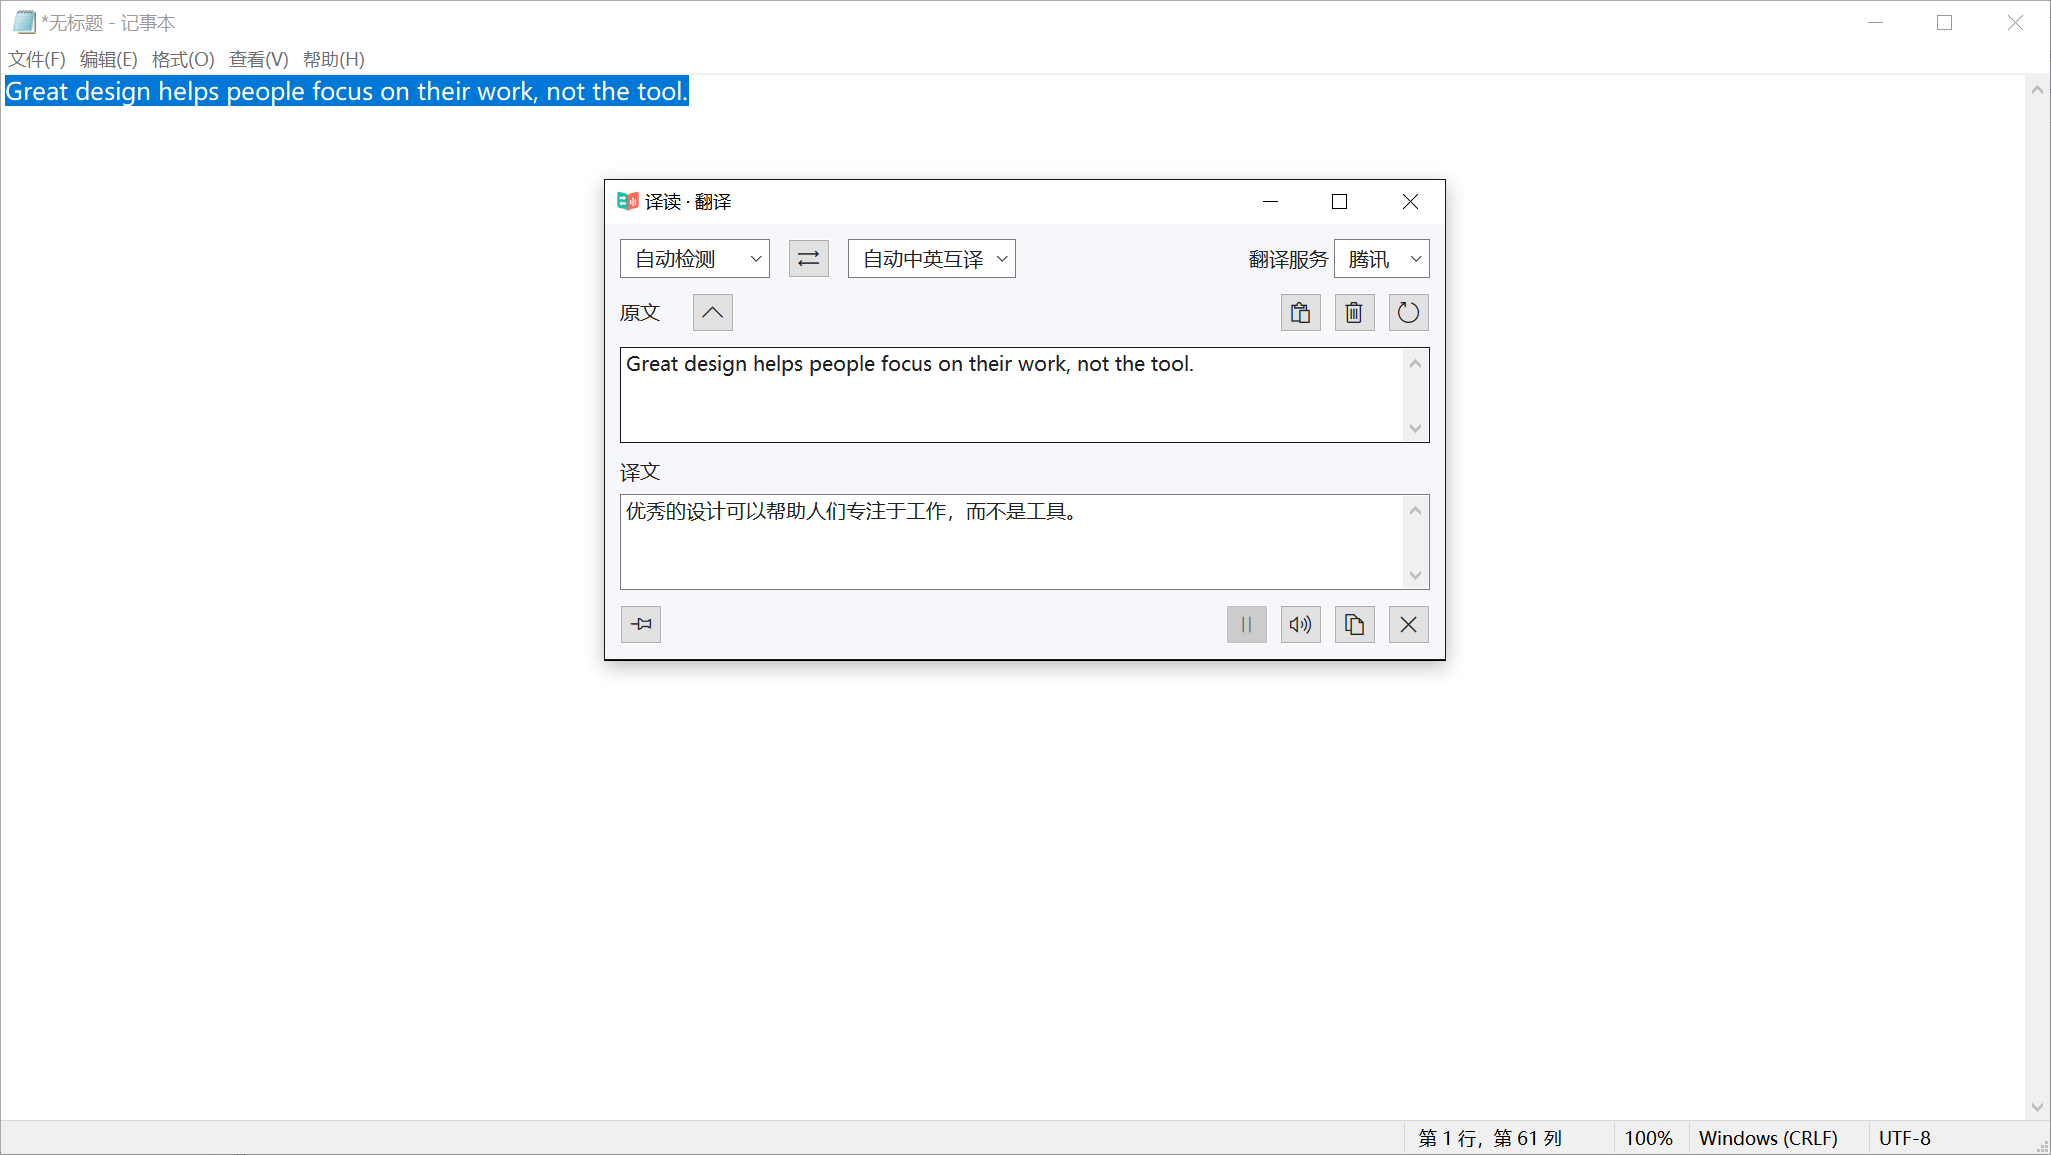 *无标题 - 记事本
文件(F) 编辑(E) 格式(O) 查看(V) 帮助(H)
Great design helps people focus on their work, not the tool.
译读 · 翻译
自动检测 自动中英互译 翻译服务 腾讯
原文
Great design helps people focus on their work, not the tool.
译文
优秀的设计可以帮助人们专注于工作，而不是工具。
第 1 行，第 61 列 100% Windows (CRLF) UTF-8